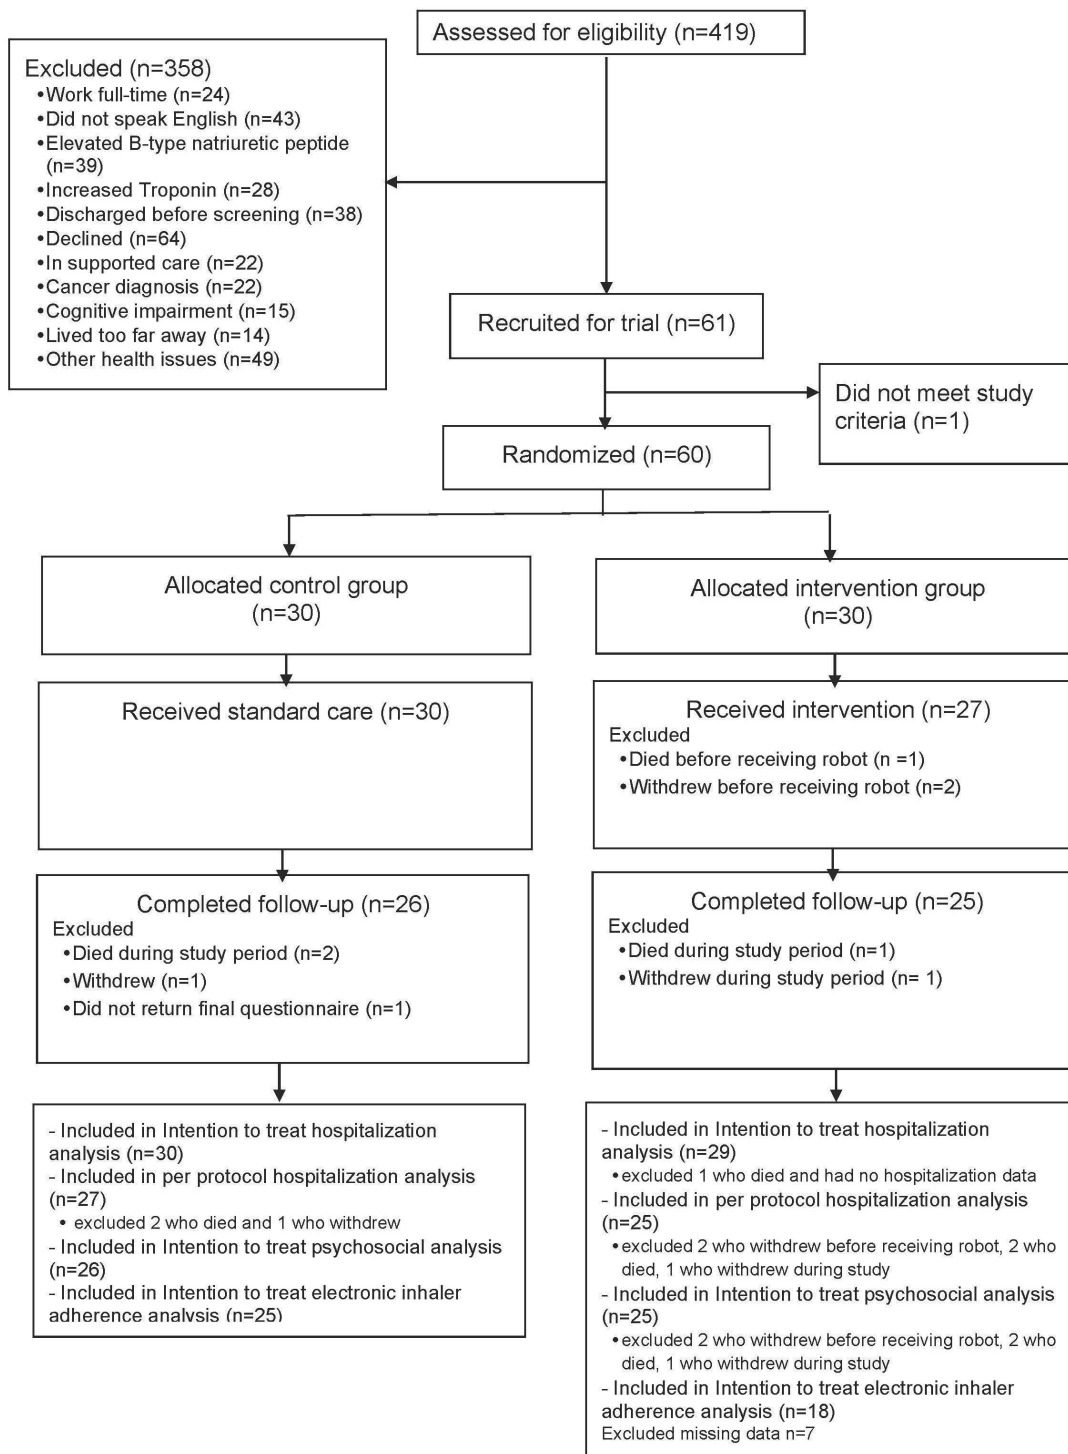 Assessed for eligibility (n=419)
Excluded (n=358)
•Work full-time (n=24)
•Did not speak English (n=43)
•Elevated B-type natriuretic peptide
(n=39)
•Increased Troponin (n=28)
•Discharged before screening (n=38)
•Declined (n=64)
•In supported care (n=22)
•Cancer diagnosis (n=22)
•Cognitive impairment (n=15)
•Lived too far away (n=14)
•Other health issues (n=49)
Recruited for trial (n=61)
Did not meet study
criteria (n=1)
Randomized (n=60)
Allocated control group
(n=30)
Allocated intervention group
(n=30)
Received standard care (n=30)
Received intervention (n=27)
Excluded
•Died before receiving robot (n =1)
•Withdrew before receiving robot (n=2)
Completed follow-up (n=26)
Excluded
•Died during study period (n=2)
•Withdrew (n=1)
•Did not return final questionnaire (n=1)
Completed follow-up (n=25)
Excluded
•Died during study period (n=1)
•Withdrew during study period (n= 1)
- Included in Intention to treat hospitalization
analysis (n=30)
- Included in per protocol hospitalization analysis
(n=27)
• excluded 2 who died and 1 who withdrew
- Included in Intention to treat psychosocial analysis
(n=26)
- Included in Intention to treat electronic inhaler
adherence analysis (n=25)
- Included in Intention to treat hospitalization
analysis (n=29)
•excluded 1 who died and had no hospitalization data
- Included in per protocol hospitalization analysis
(n=25)
•excluded 2 who withdrew before receiving robot, 2 who
died, 1 who withdrew during study
- Included in Intention to treat psychosocial analysis
(n=25)
•excluded 2 who withdrew before receiving robot, 2 who
died, 1 who withdrew during study
- Included in Intention to treat electronic inhaler
adherence analysis (n=18)
Excluded missing data n=7